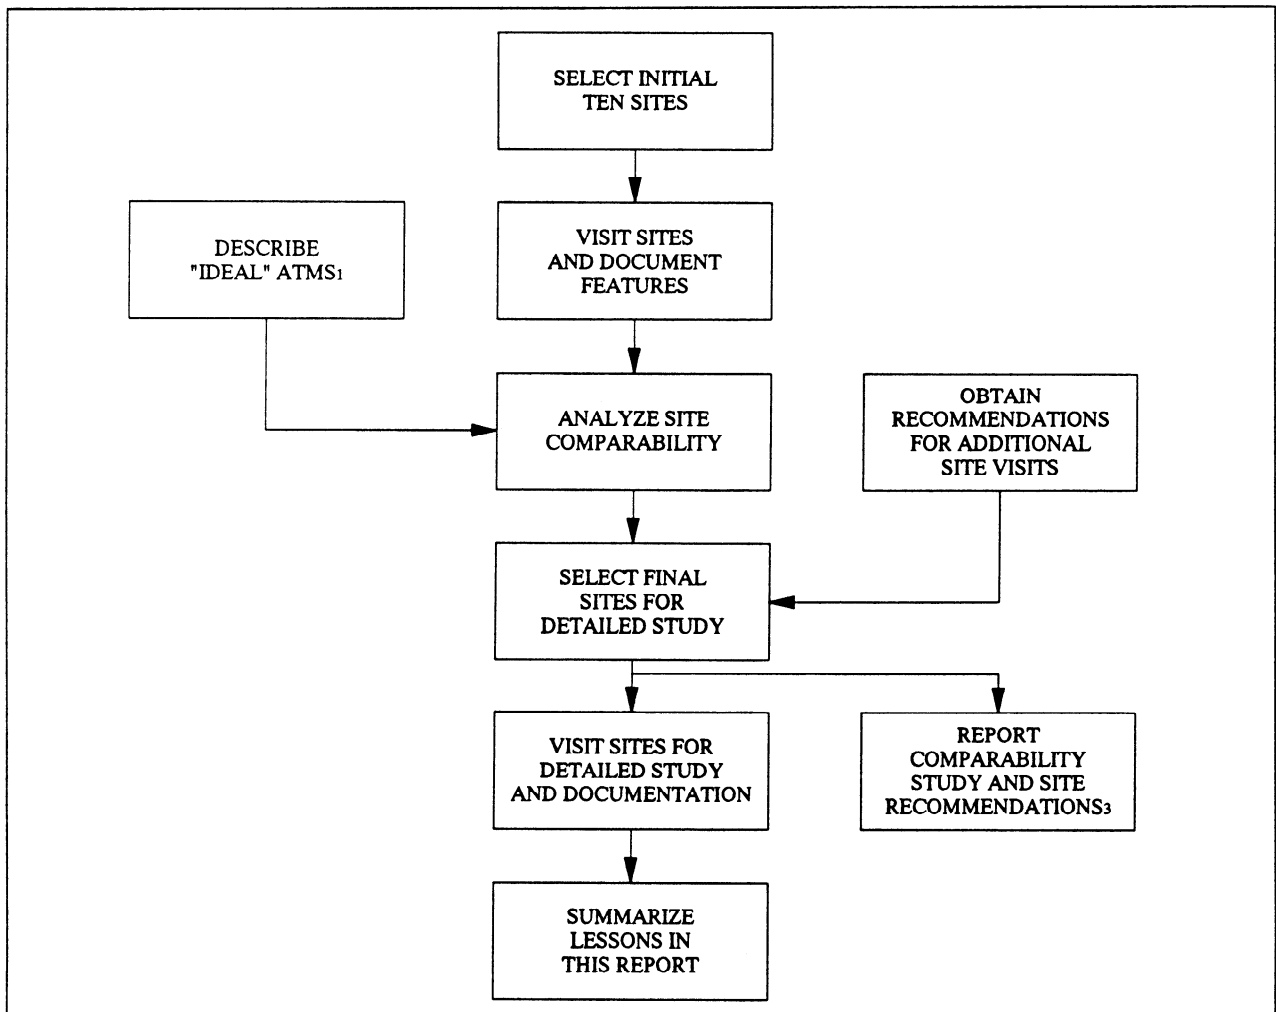 SELECT INITIAL
TEN SITES
DESCRIBE
"IDEAL" ATMS1
VISIT SITES
AND DOCUMENT
FEATURES
ANALYZE SITE
COMPARABILITY
OBTAIN
RECOMMENDATIONS
FOR ADDITIONAL
SITE VISITS
SELECT FINAL
SITES FOR
DETAILED STUDY
VISIT SITES FOR
DETAILED STUDY
AND DOCUMENTATION
REPORT
COMPARABILITY
STUDY AND SITE
RECOMMENDATIONS3
SUMMARIZE
LESSONS IN
THIS REPORT